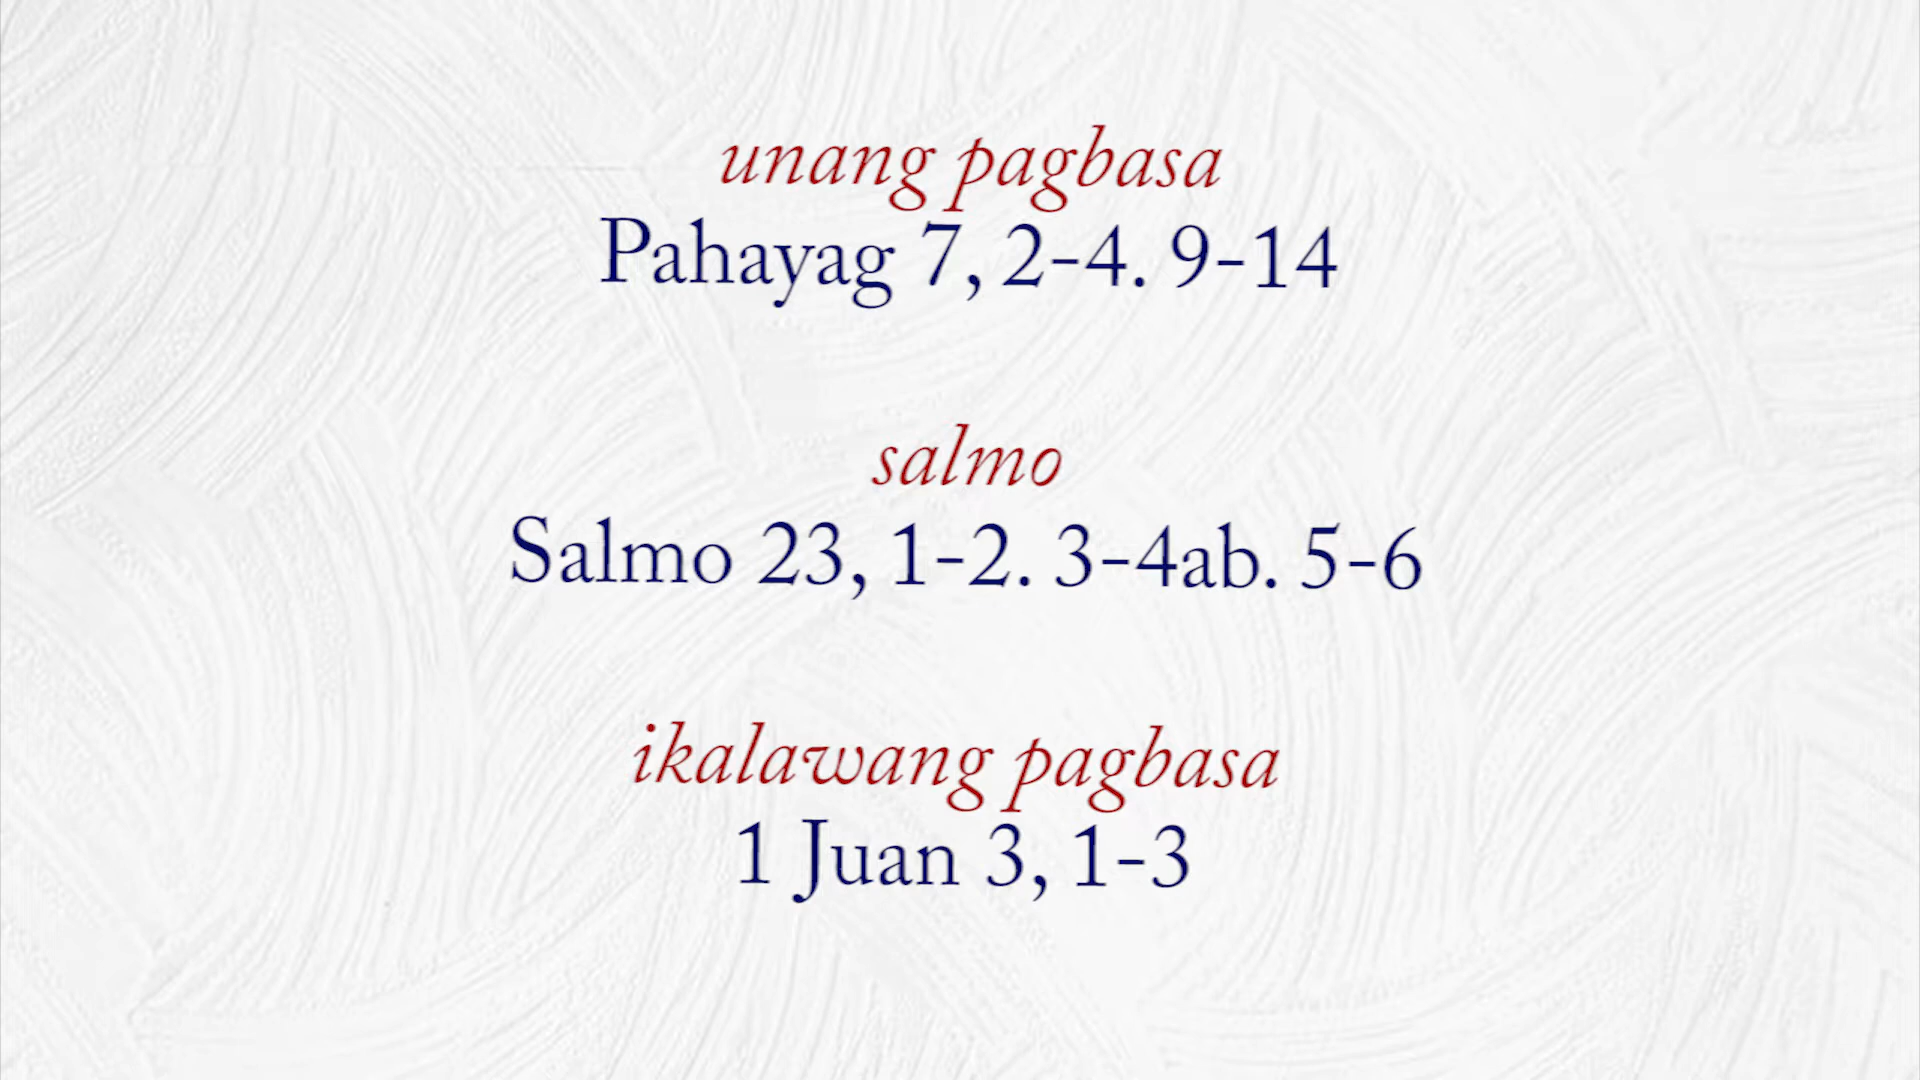 unang pagbasa
Pahayag 7, 2-4. 9-14
salmo
Salmo 23, 1-2. 3-4ab. 5-6
ikalawang pagbasa
1 Juan 3, 1-3